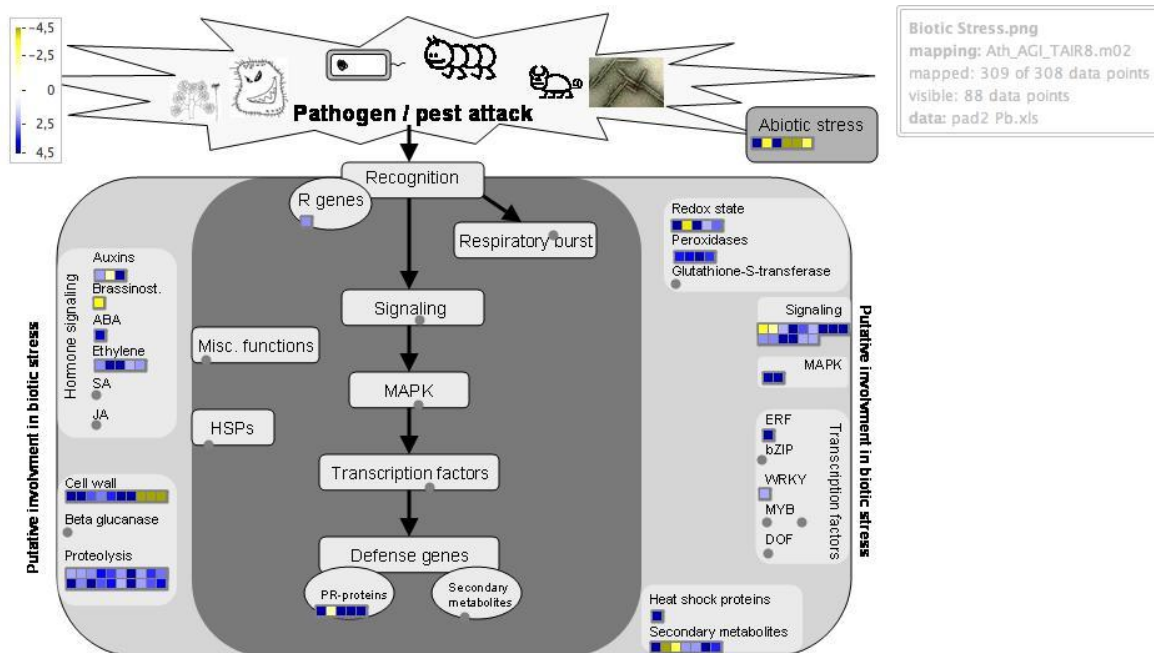 -4,5
-2,5
0
2,5
4,5
Biotic Stress.png
mapping: Ath_AGI_TAIR8.m02
mapped: 309 of 308 data points
visible: 88 data points
data: pad2 Pb.xls
Pathogen / pest attack
Abiotic stress
Recognition
R genes
Respiratory burst
Signaling
Misc. functions
MAPK
HSPs
Transcription factors
Defense genes
PR-proteins
Secondary
metabolites
Putative involvment in biotic stress
Hormone signaling
Auxins
Brassinost.
ABA
Ethylene
SA
JA
Cell wall
Beta glucanase
Proteolysis
Redox state
Peroxidases
Glutathione-S-transferase
Signaling
MAPK
ERF
bZIP
WRKY
MYB
DOF
Transcription factors
Putative involvment in biotic stress
Heat shock proteins
Secondary metabolites